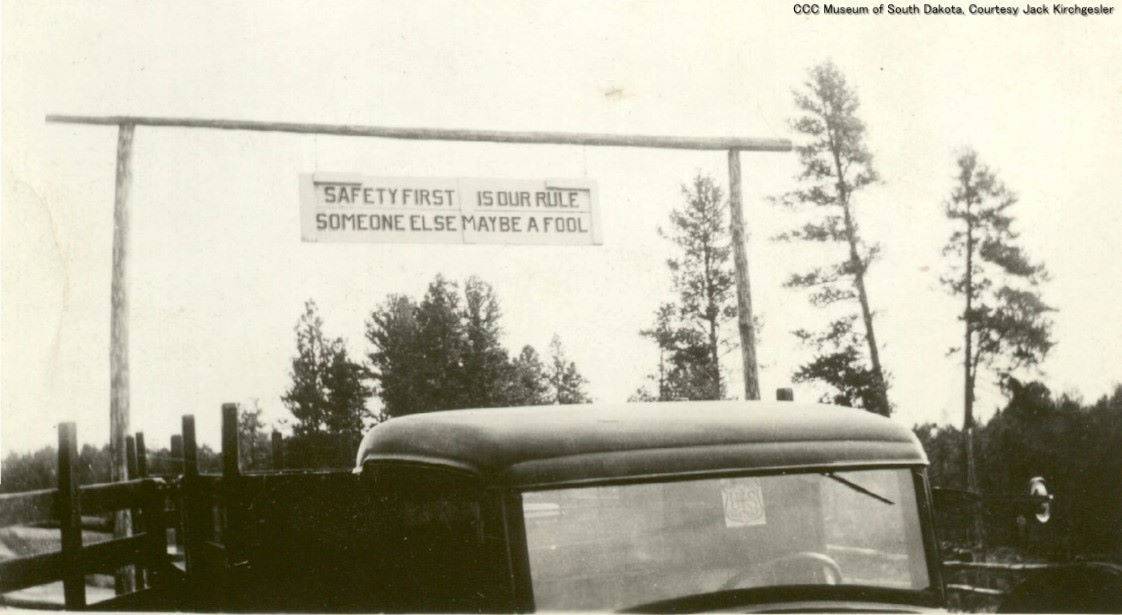 CCC Museum of South Dakota, Courtesy Jack Kirchgesler
SAFETY FIRST IS OUR RULE
SOMEONE ELSE MAYBE A FOOL